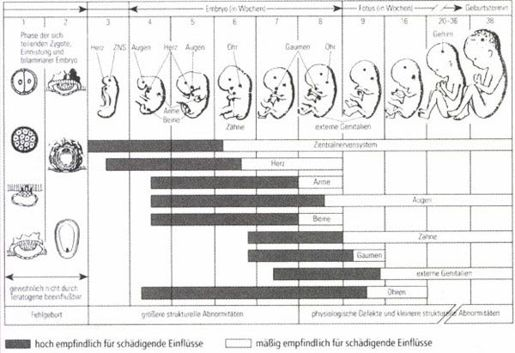 Embryo (in Wochen)
Fötus (in Wochen)
Geburtstermin
1 2 3 4 5 6 7 8 9 16 20-36 38
Phase der sich
teilenden Zygote,
Einnistung und
bilaminarer Embryo
Herz ZNS Augen Herz Augen Ohr Gaumen Ohr Gehirn
Arme
Beine
Zähne
externe Genitalien
Zentralnervensystem
Herz
Arme
Augen
Beine
Zähne
Gaumen
externe Genitalien
Ohren
gewöhnlich nicht durch
Teratogene beeinflußbar
Fehlgeburt
größere strukturelle Abnormitäten
physiologische Defekte und kleinere strukturelle Abnormitäten
hoch empfindlich für schädigende Einflüsse
mäßig empfindlich für schädigende Einflüsse